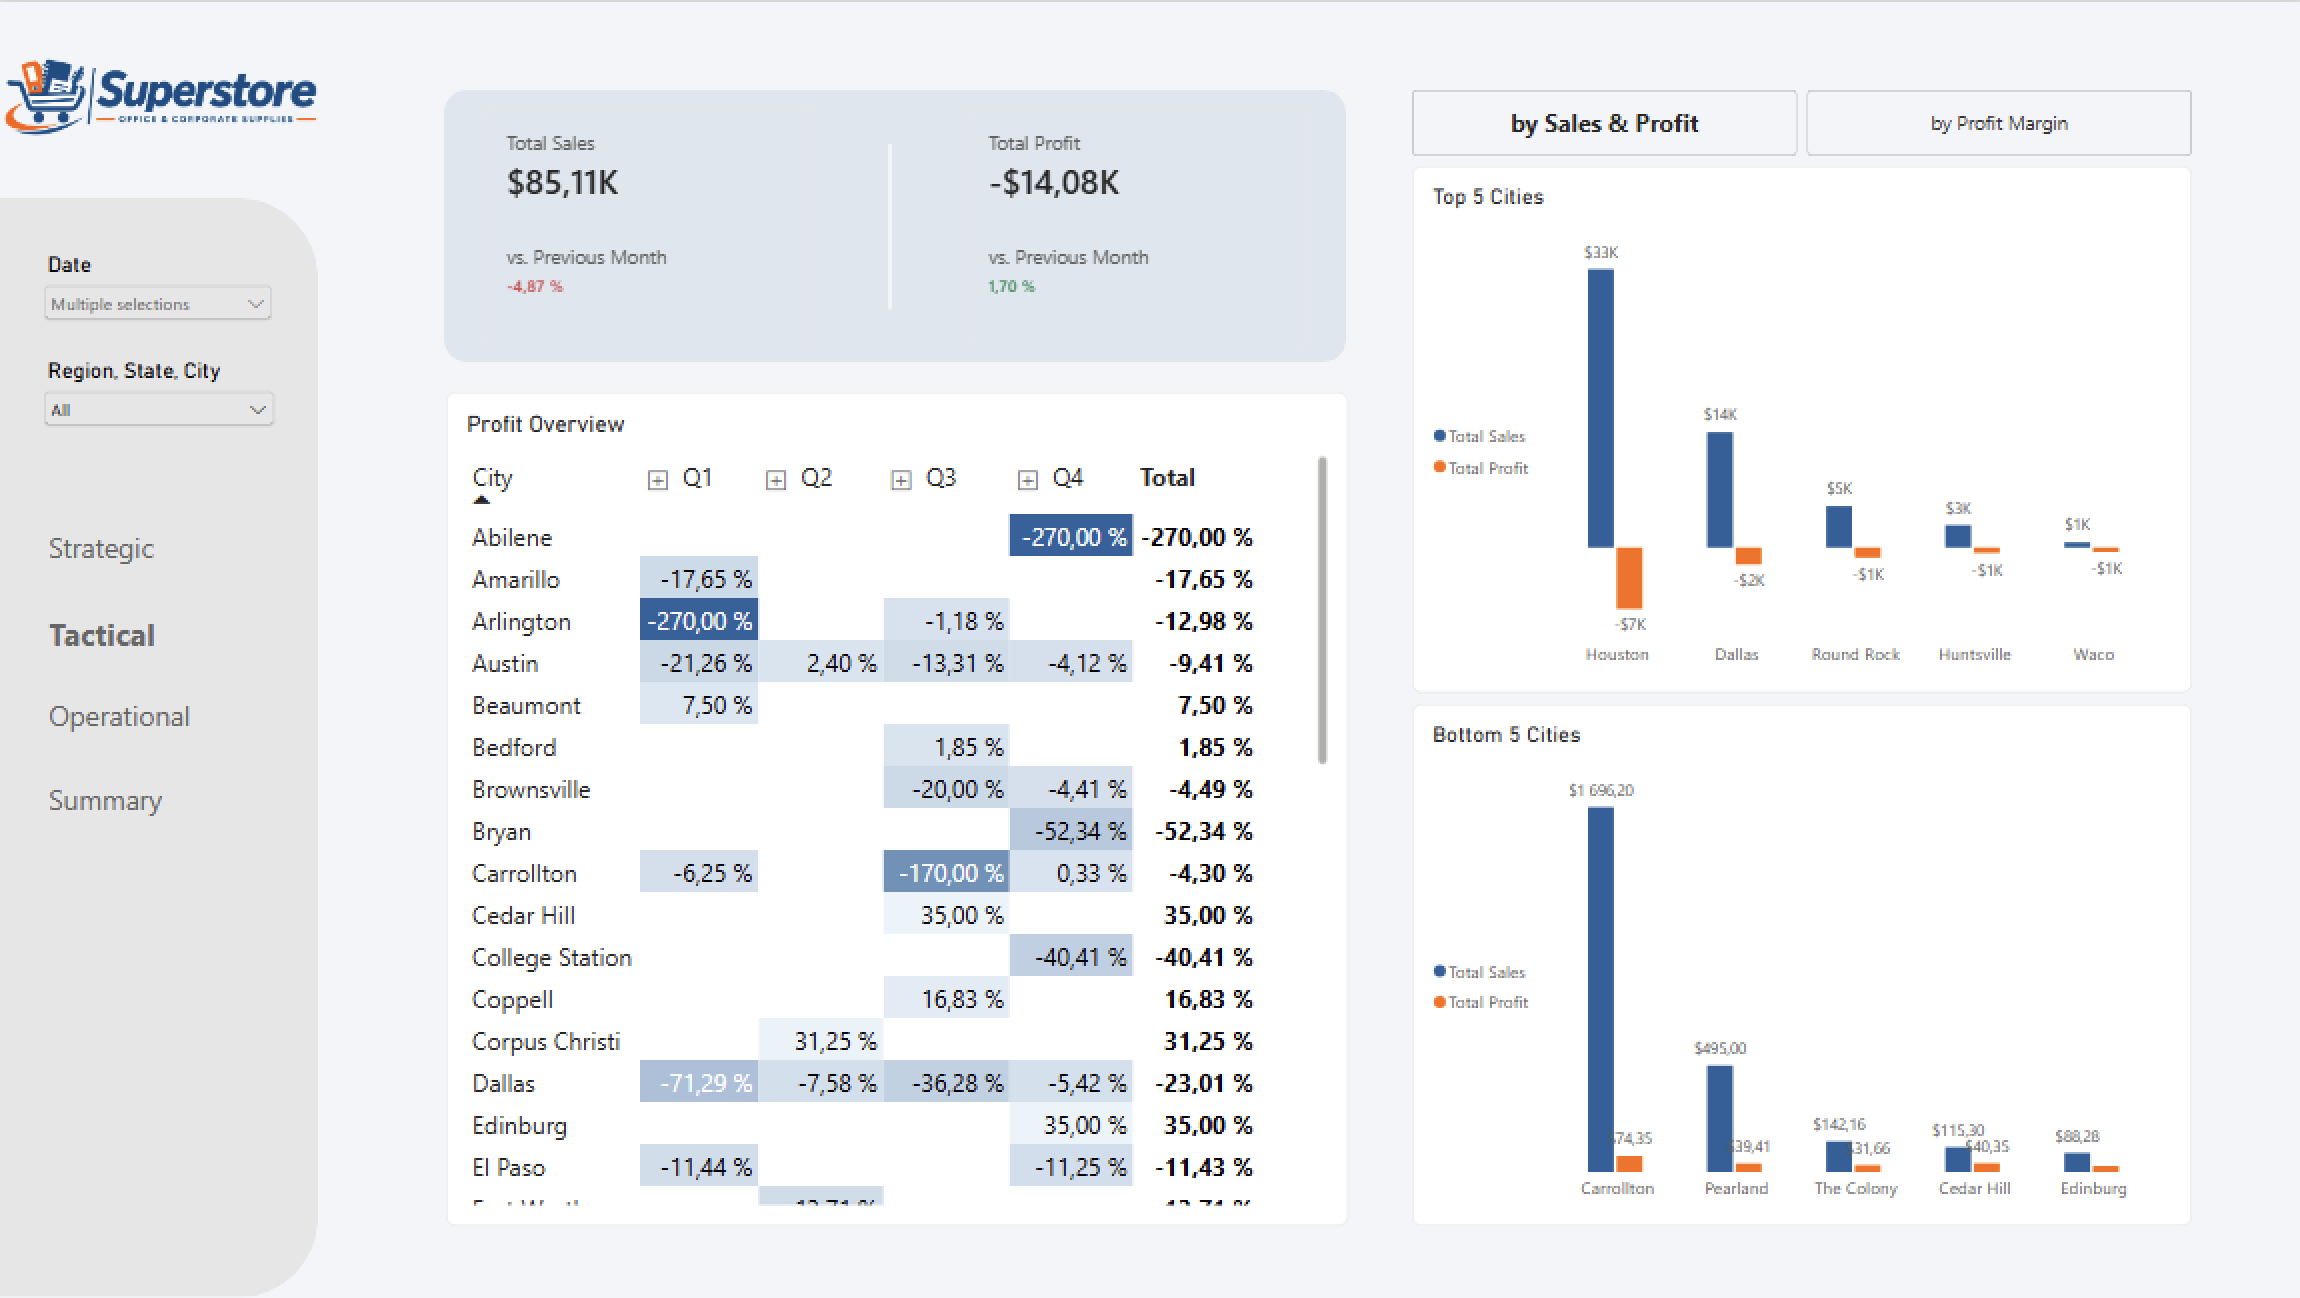 Superstore
OFFICE & CORPORATE SUPPLIES
Date
Multiple selections
Region, State, City
All
Strategic
Tactical
Operational
Summary
Total Sales
$85,11K
vs. Previous Month
-4,87 %
Total Profit
-$14,08K
vs. Previous Month
1,70 %
Profit Overview
City Q1 Q2 Q3 Q4 Total
Abilene -270,00 % -270,00 %
Amarillo -17,65 % -17,65 %
Arlington -270,00 % -1,18 % -12,98 %
Austin -21,26 % 2,40 % -13,31 % -4,12 % -9,41 %
Beaumont 7,50 % 7,50 %
Bedford 1,85 % 1,85 %
Brownsville -20,00 % -4,41 % -4,49 %
Bryan -52,34 % -52,34 %
Carrollton -6,25 % -170,00 % 0,33 % -4,30 %
Cedar Hill 35,00 % 35,00 %
College Station -40,41 % -40,41 %
Coppell 16,83 % 16,83 %
Corpus Christi 31,25 % 31,25 %
Dallas -71,29 % -7,58 % -36,28 % -5,42 % -23,01 %
Edinburg 35,00 % 35,00 %
El Paso -11,44 % -11,25 % -11,43 %
by Sales & Profit
by Profit Margin
Top 5 Cities
Total Sales
Total Profit
$33K
-$7K
$14K
-$2K
$5K
-$1K
$3K
-$1K
$1K
-$1K
Houston Dallas Round Rock Huntsville Waco
Bottom 5 Cities
Total Sales
Total Profit
$1 696,20
$74,35
$495,00
$39,41
$142,16
$31,66
$115,30
$40,35
$88,28
Carrollton Pearland The Colony Cedar Hill Edinburg